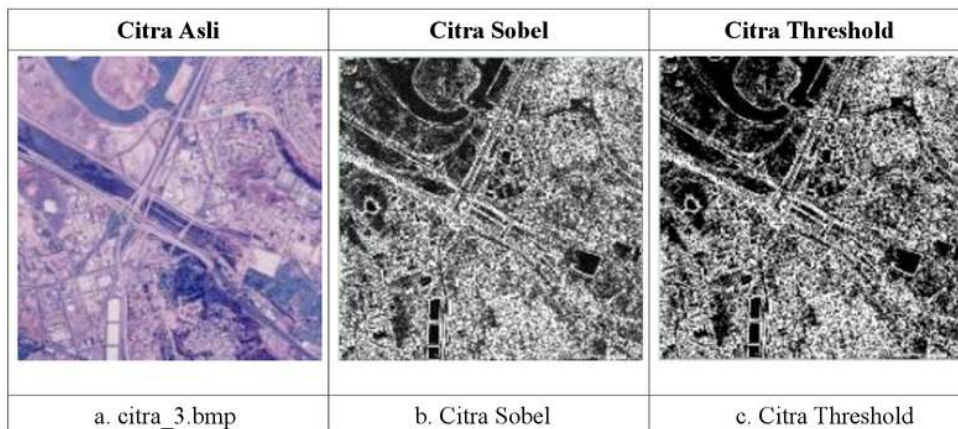 Citra Asli
Citra Sobel
Citra Threshold
a. citra_3.bmp
b. Citra Sobel
c. Citra Threshold